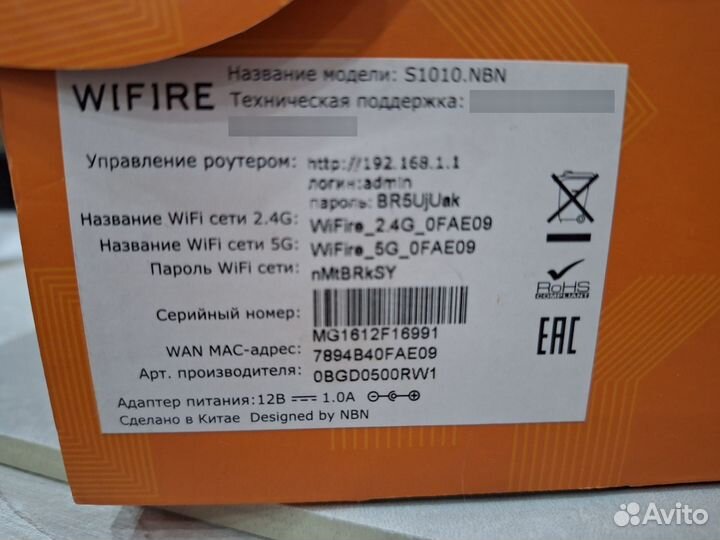 WIFIRE
Название модели: S1010.NBN
Техническая поддержка:
Управление роутером: http://192.168.1.1
логин:admin
пароль: BR5UjUak
Название WiFi сети 2.4G: WiFire_2.4G_0FAE09
Название WiFi сети 5G: WiFire_5G_0FAE09
Пароль WiFi сети: nMtBRkSY
Серийный номер:
MG1612F16991
WAN MAC-адрес: 7894B40FAE09
Арт. производителя: 0BGD0500RW1
Адаптер питания: 12В 1.0A
Сделано в Китае Designed by NBN
RoHS
COMPLIANT
EAC
Avito